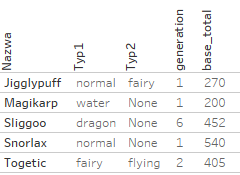 Nazwa Typ1 Typ2 generation base_total
Jigglypuff normal fairy 1 270
Magikarp water None 1 200
Sliggoo dragon None 6 452
Snorlax normal None 1 540
Togetic fairy flying 2 405